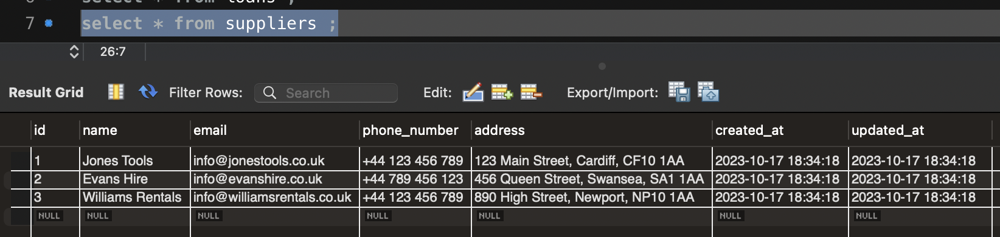 select * from loans ;
7 select * from suppliers ;
26:7
Result Grid Filter Rows: Search Edit: Export/Import:
id name email phone_number address created_at updated_at
1 Jones Tools info@jonestools.co.uk +44 123 456 789 123 Main Street, Cardiff, CF10 1AA 2023-10-17 18:34:18 2023-10-17 18:34:18
2 Evans Hire info@evanshire.co.uk +44 789 456 123 456 Queen Street, Swansea, SA1 1AA 2023-10-17 18:34:18 2023-10-17 18:34:18
3 Williams Rentals info@williamsrentals.co.uk +44 123 456 789 890 High Street, Newport, NP10 1AA 2023-10-17 18:34:18 2023-10-17 18:34:18
NULL NULL NULL NULL NULL NULL NULL